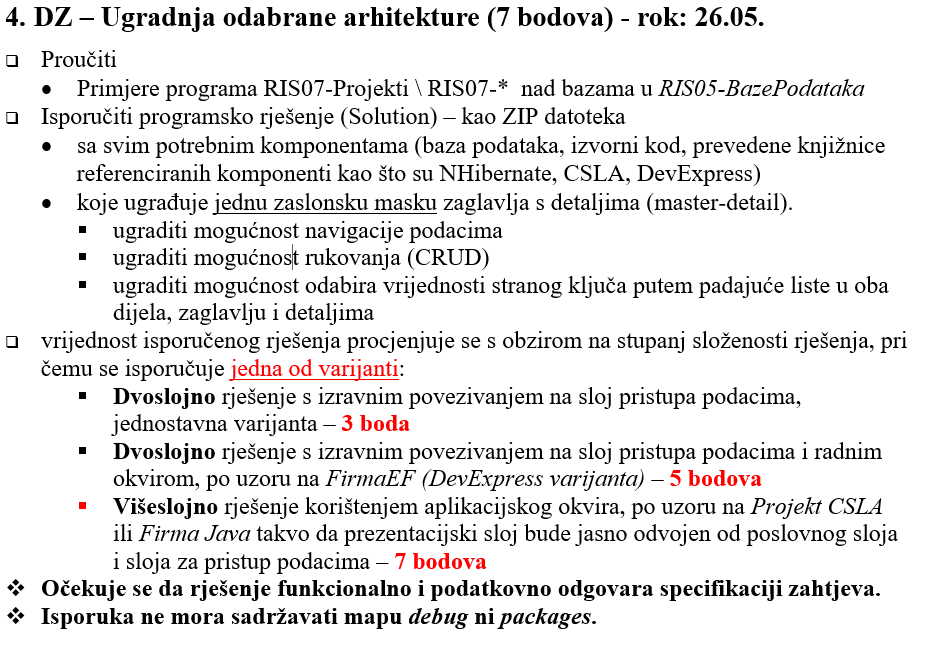 4. DZ – Ugradnja odabrane arhitekture (7 bodova) - rok: 26.05.
❑ Proučiti
• Primjere programa RIS07-Projekti \ RIS07-* nad bazama u RIS05-BazePodataka
❑ Isporučiti programsko rješenje (Solution) – kao ZIP datoteka
• sa svim potrebnim komponentama (baza podataka, izvorni kod, prevedene knjižnice
referenciranih komponenti kao što su NHibernate, CSLA, DevExpress)
• koje ugrađuje jednu zaslonsku masku zaglavlja s detaljima (master-detail).
▪ ugraditi mogućnost navigacije podacima
▪ ugraditi mogućnost rukovanja (CRUD)
▪ ugraditi mogućnost odabira vrijednosti stranog ključa putem padajuće liste u oba
dijela, zaglavlju i detaljima
❑ vrijednost isporučenog rješenja procjenjuje se s obzirom na stupanj složenosti rješenja, pri
čemu se isporučuje jedna od varijanti:
▪ Dvoslojno rješenje s izravnim povezivanjem na sloj pristupa podacima,
jednostavna varijanta – 3 boda
▪ Dvoslojno rješenje s izravnim povezivanjem na sloj pristupa podacima i radnim
okvirom, po uzoru na FirmaEF (DevExpress varijanta) – 5 bodova
▪ Višeslojno rješenje korištenjem aplikacijskog okvira, po uzoru na Projekt CSLA
ili Firma Java takvo da prezentacijski sloj bude jasno odvojen od poslovnog sloja
i sloja za pristup podacima – 7 bodova
❖ Očekuje se da rješenje funkcionalno i podatkovno odgovara specifikaciji zahtjeva.
❖ Isporuka ne mora sadržavati mapu debug ni packages.